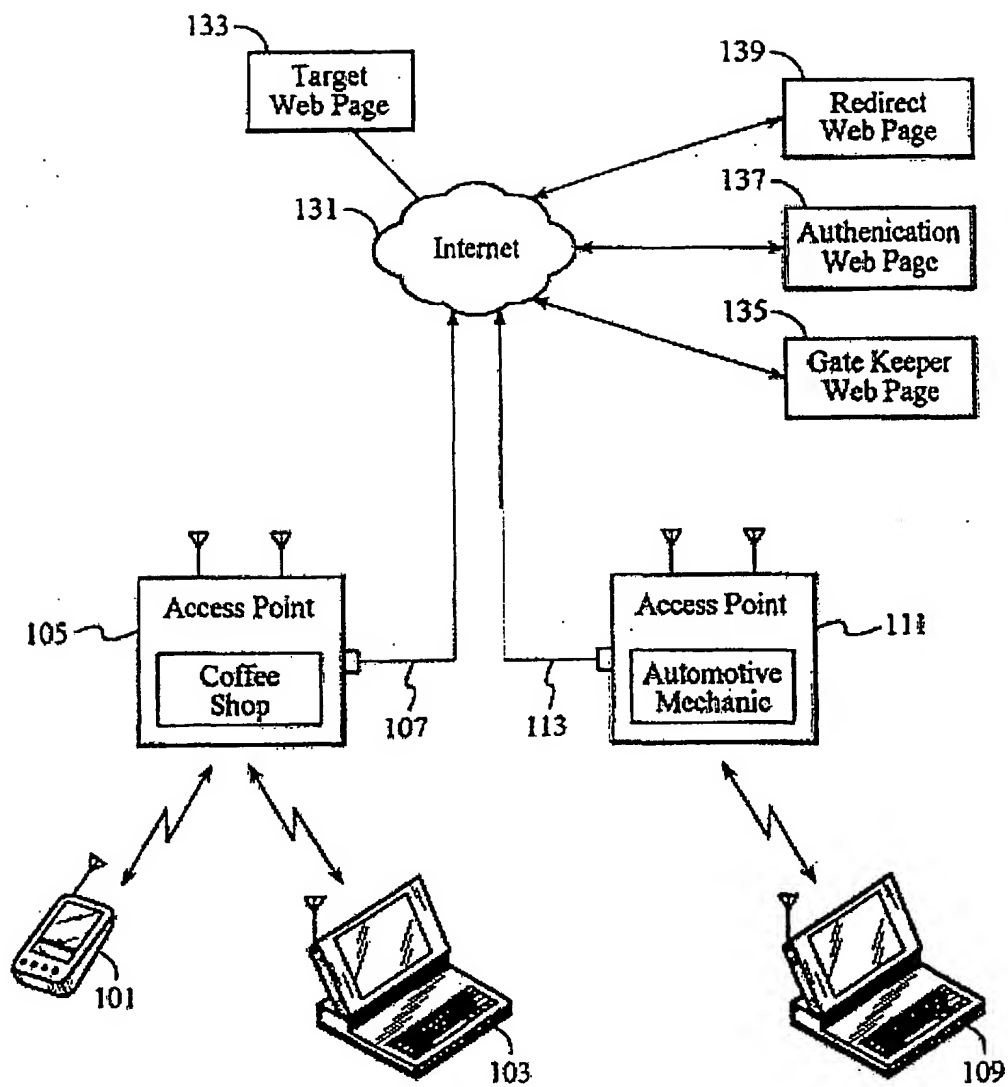 133
Target
Web Page
139
Redirect
Web Page
131
Internet
137
Authenication
Web Page
135
Gate Keeper
Web Page
Access Point
105
Coffee
Shop
107
Access Point
111
Automotive
Mechanic
113
101
103
109